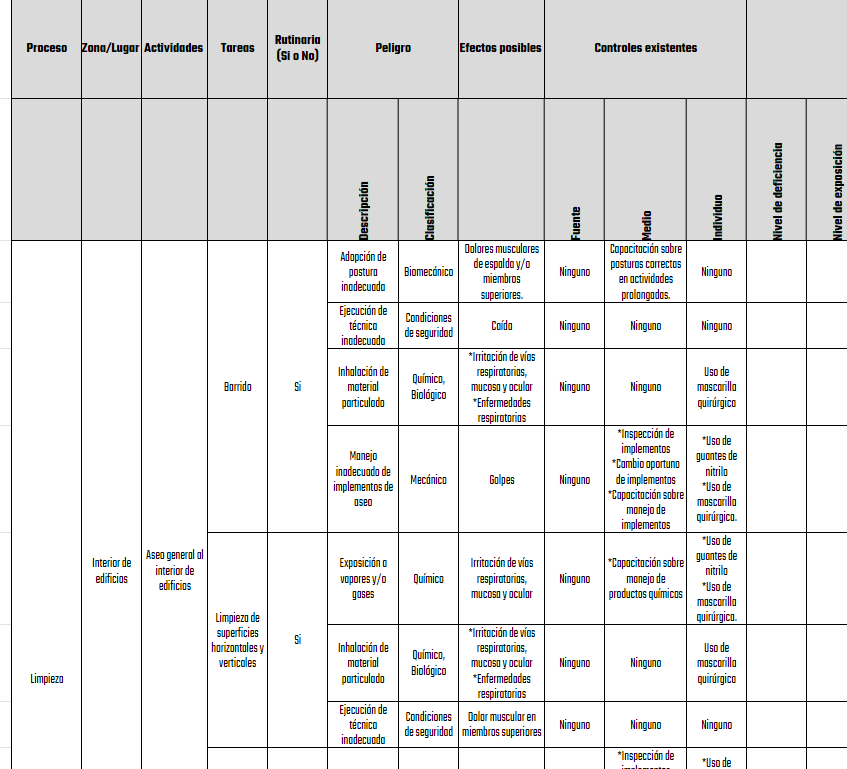 Proceso
Zona/Lugar
Actividades
Tareas
Rutinaria
(Si o No)
Peligro
Efectos posibles
Controles existentes
Descripción
Clasificación
Fuente
Medio
Individuo
Nivel de deficiencia
Nivel de exposición
Limpieza
Interior de
edificios
Aseo general al
interior de
edificios
Barrido
Si
Adopción de
postura
inadecuada
Biomecánico
Dolores musculares
de espalda y/o
miembros
superiores.
Ninguno
Capacitación sobre
posturas correctas
en actividades
prolongadas.
Ninguno
Ejecución de
técnica
inadecuada
Condiciones
de seguridad
Caída
Ninguno
Ninguno
Ninguno
Inhalación de
material
particulado
Químico,
Biológico
*Irritación de vías
respiratorias,
mucosa y ocular
*Enfermedades
respiratorias
Ninguno
Ninguno
Uso de
mascarilla
quirúrgica
Manejo
inadecuado de
implementos de
aseo
Mecánico
Golpes
Ninguno
*Inspección de
implementos
*Cambio oportuno
de implementos
*Capacitación sobre
manejo de
implementos
*Uso de
guantes de
nitrilo
*Uso de
mascarilla
quirúrgica.
Limpieza de
superficies
horizontales y
verticales
Si
Exposición a
vapores y/o
gases
Químico
Irritación de vías
respiratorias,
mucosa y ocular
Ninguno
*Capacitación sobre
manejo de
productos químicos
*Uso de
guantes de
nitrilo
*Uso de
mascarilla
quirúrgica.
Inhalación de
material
particulado
Químico,
Biológico
*Irritación de vías
respiratorias,
mucosa y ocular
*Enfermedades
respiratorias
Ninguno
Ninguno
Uso de
mascarilla
quirúrgica
Ejecución de
técnica
inadecuada
Condiciones
de seguridad
Dolor muscular en
miembros superiores
Ninguno
Ninguno
Ninguno
*Inspección de
implementos
*Uso de